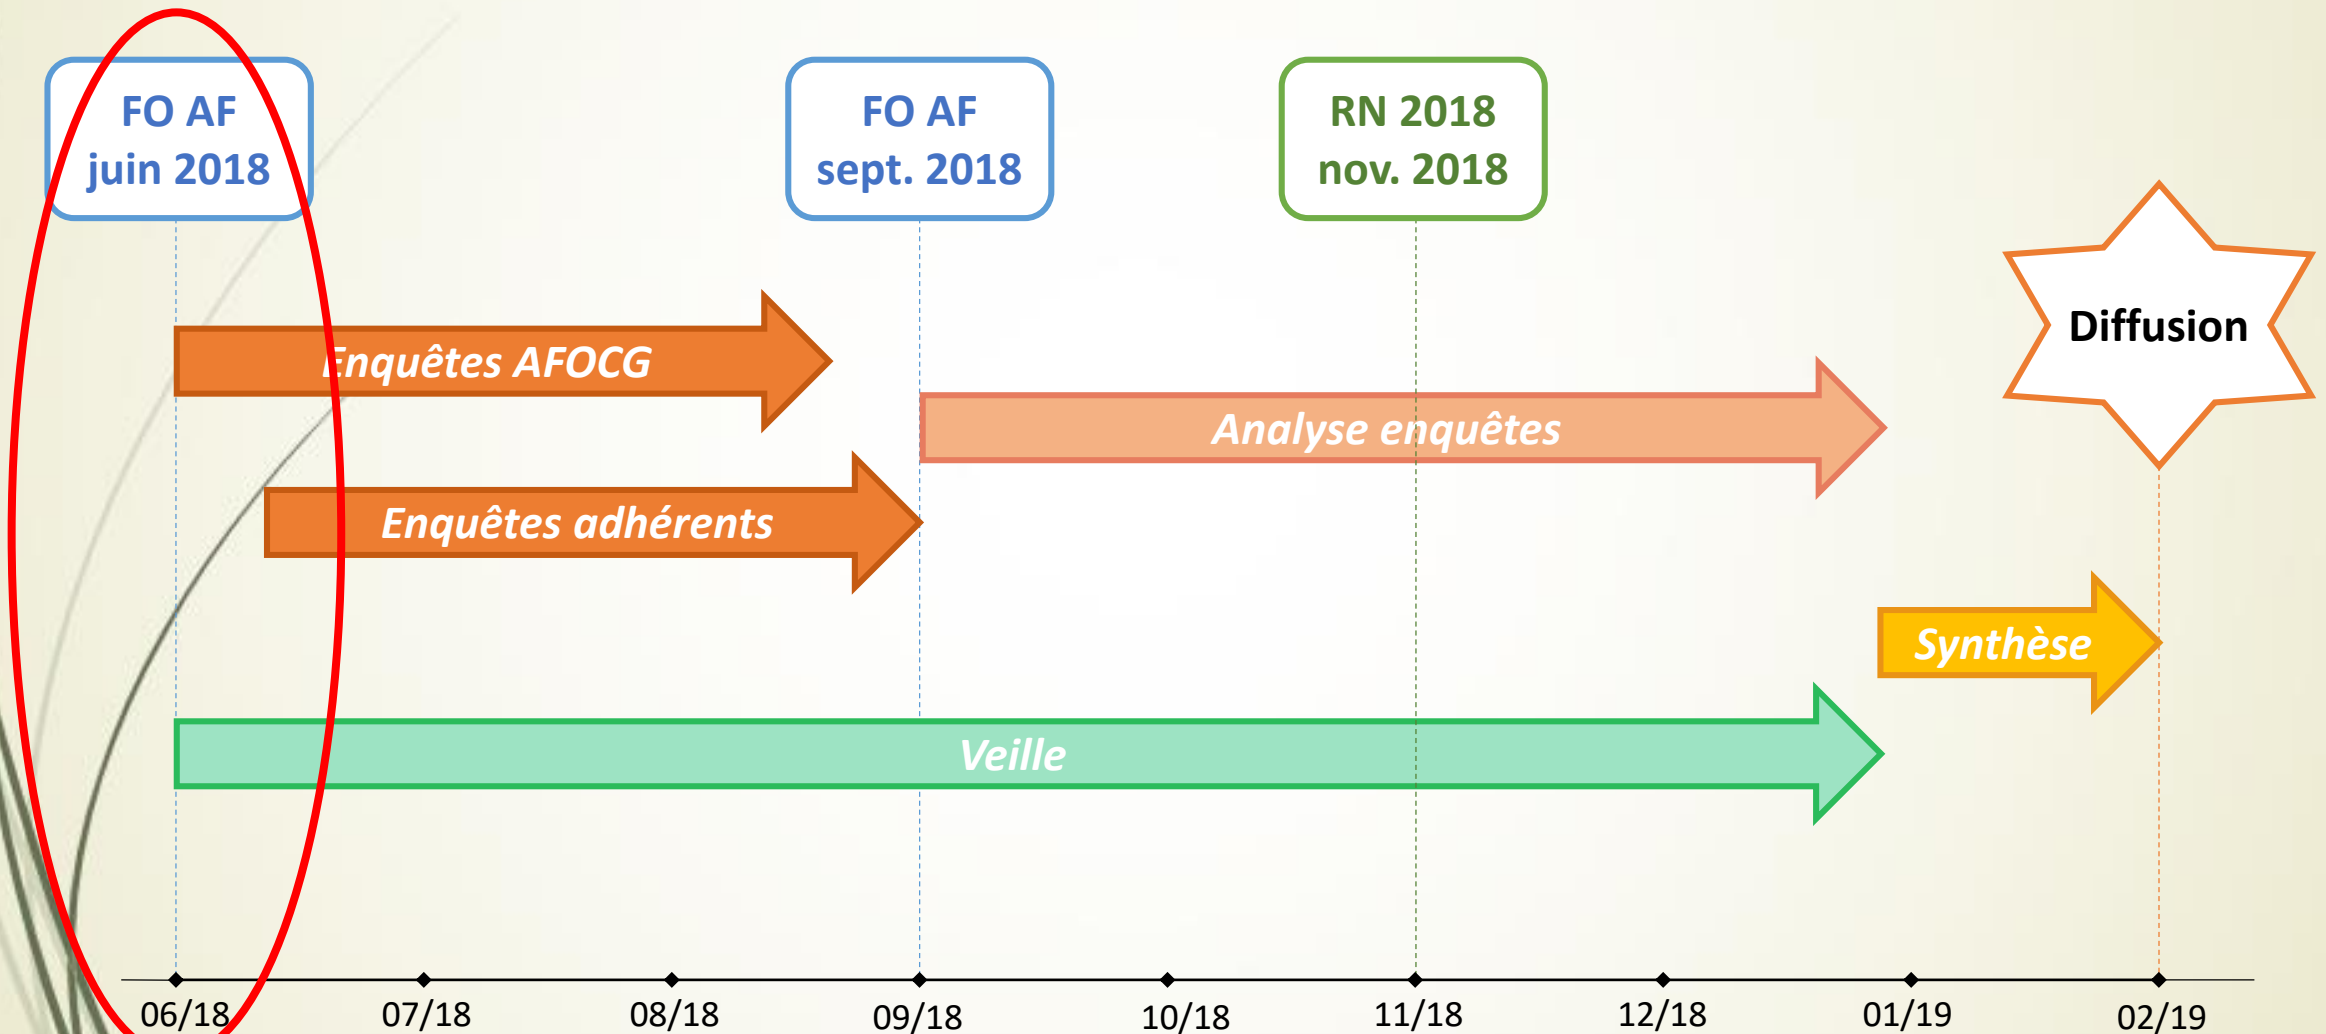 FO AF
juin 2018
FO AF
sept. 2018
RN 2018
nov. 2018
Diffusion
Enquêtes AFOCG
Analyse enquêtes
Enquêtes adhérents
Synthèse
Veille
06/18
07/18
08/18
09/18
10/18
11/18
12/18
01/19
02/19